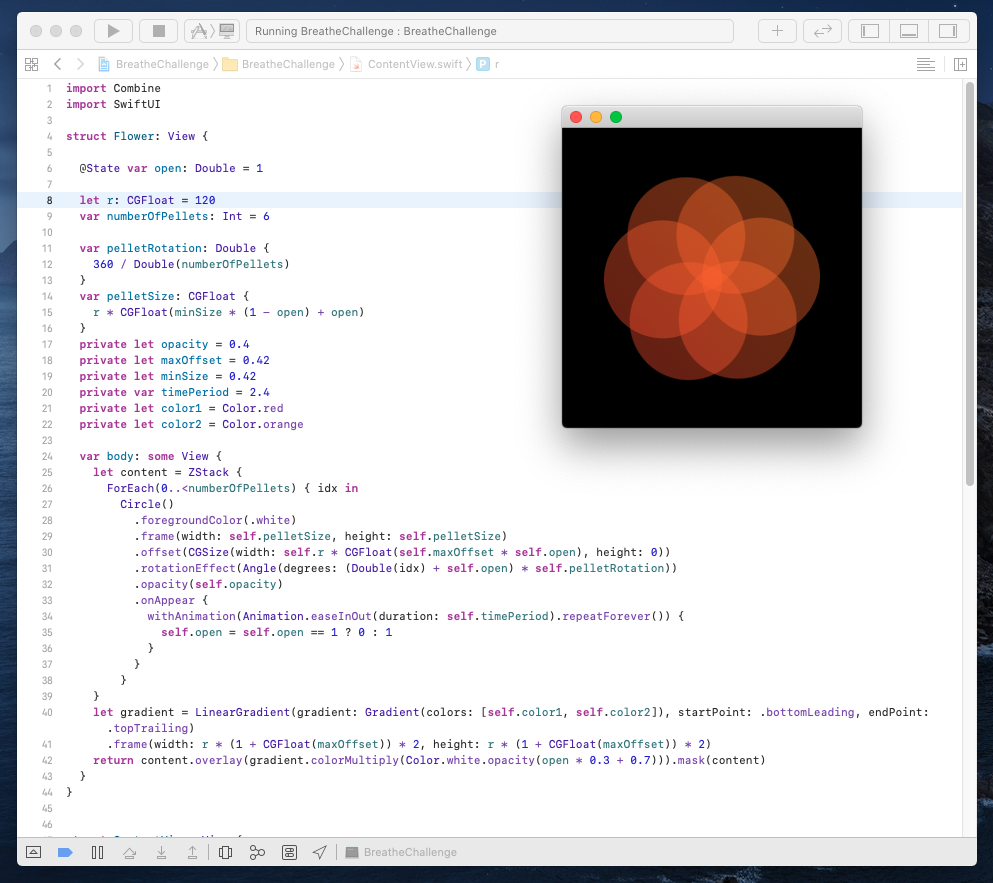 Running BreatheChallenge : BreatheChallenge
BreatheChallenge
BreatheChallenge
ContentView.swift
P r
1 import Combine
2 import SwiftUI
3
4 struct Flower: View {
5
6 @State var open: Double = 1
7
8 let r: CGFloat = 120
9 var numberOfPellets: Int = 6
10
11 var pelletRotation: Double {
12 360 / Double(numberOfPellets)
13 }
14 var pelletSize: CGFloat {
15 r * CGFloat(minSize * (1 - open) + open)
16 }
17 private let opacity = 0.4
18 private let maxOffset = 0.42
19 private let minSize = 0.42
20 private var timePeriod = 2.4
21 private let color1 = Color.red
22 private let color2 = Color.orange
23
24 var body: some View {
25 let content = ZStack {
26 ForEach(0..<numberOfPellets) { idx in
27 Circle()
28 .foregroundColor(.white)
29 .frame(width: self.pelletSize, height: self.pelletSize)
30 .offset(CGSize(width: self.r * CGFloat(self.maxOffset * self.open), height: 0))
31 .rotationEffect(Angle(degrees: (Double(idx) + self.open) * self.pelletRotation))
32 .opacity(self.opacity)
33 .onAppear {
34 withAnimation(Animation.easeInOut(duration: self.timePeriod).repeatForever()) {
35 self.open = self.open == 1 ? 0 : 1
36 }
37 }
38 }
39 }
40 let gradient = LinearGradient(gradient: Gradient(colors: [self.color1, self.color2]), startPoint: .bottomLeading, endPoint:
.topTrailing)
41 .frame(width: r * (1 + CGFloat(maxOffset)) * 2, height: r * (1 + CGFloat(maxOffset)) * 2)
42 return content.overlay(gradient.colorMultiply(Color.white.opacity(open * 0.3 + 0.7))).mask(content)
43 }
44 }
45
46
BreatheChallenge